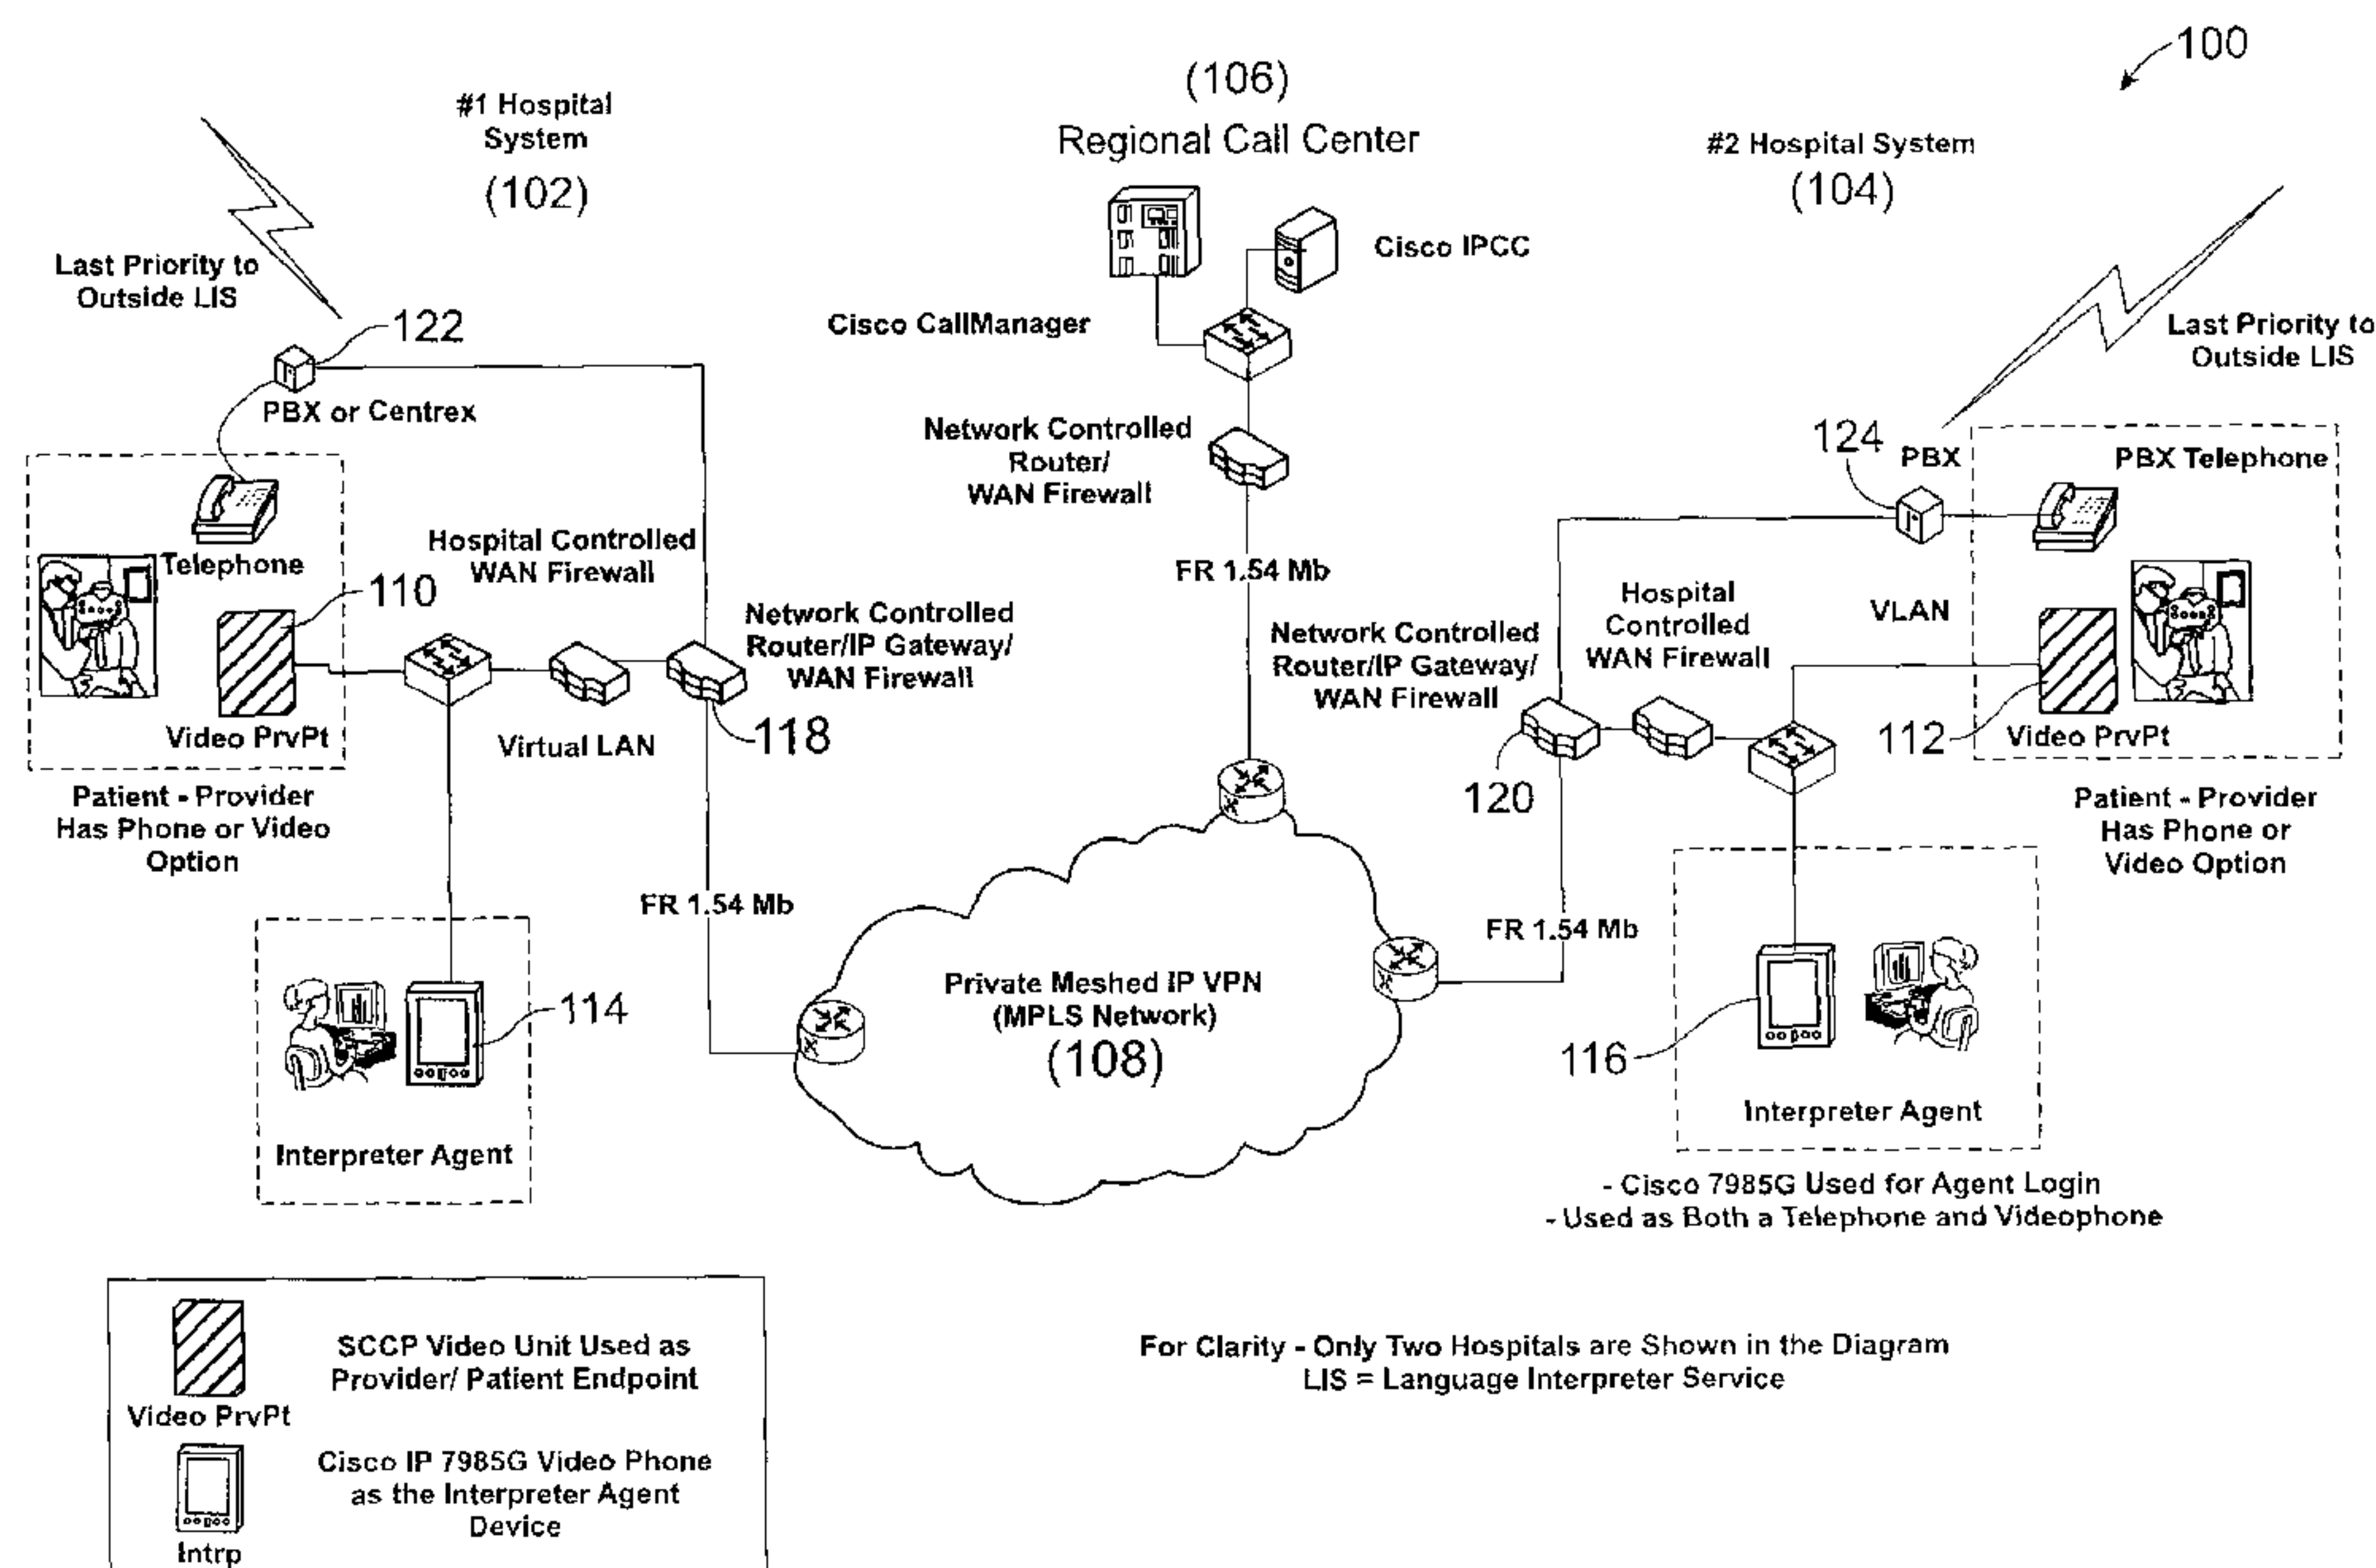 100
#1 Hospital
System
(102)
(106)
Regional Call Center
#2 Hospital System
(104)
Last Priority to
Outside LIS
122
PBX or Centrex
Cisco IPCC
Cisco CallManager
Network Controlled
Router/
WAN Firewall
FR 1.54 Mb
Last Priority to
Outside LIS
124
PBX
PBX Telephone
Telephone
110
Hospital Controlled
WAN Firewall
Network Controlled
Router/IP Gateway/
WAN Firewall
118
Video PrvPt
Virtual LAN
Patient - Provider
Has Phone or Video
Option
Network Controlled
Router/IP Gateway/
WAN Firewall
Hospital
Controlled
WAN Firewall
VLAN
120
112
Video PrvPt
Patient - Provider
Has Phone or
Video Option
FR 1.54 Mb
114
Interpreter Agent
Private Meshed IP VPN
(MPLS Network)
(108)
FR 1.54 Mb
116
Interpreter Agent
- Cisco 7985G Used for Agent Login
- Used as Both a Telephone and Videophone
SCCP Video Unit Used as
Provider/ Patient Endpoint
Video PrvPt
Cisco IP 7985G Video Phone
as the Interpreter Agent
Device
Intrp
For Clarity - Only Two Hospitals are Shown in the Diagram
LIS = Language Interpreter Service